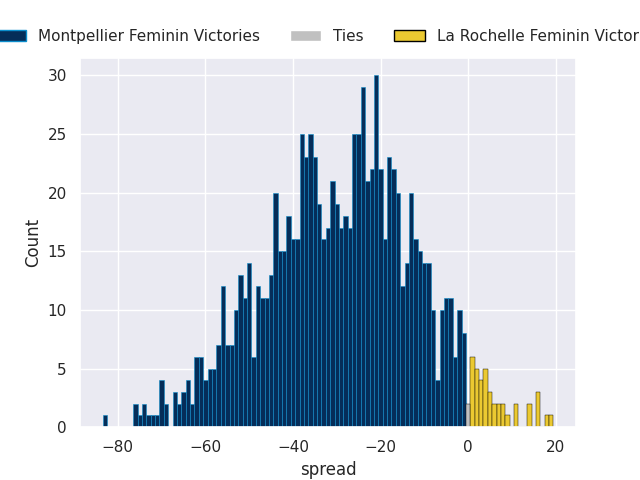 Montpellier Feminin Victories Ties La Rochelle Feminin Victor
30
25
20
15
10
5
0
Count
−80 −60 −40 −20 0 20
spread